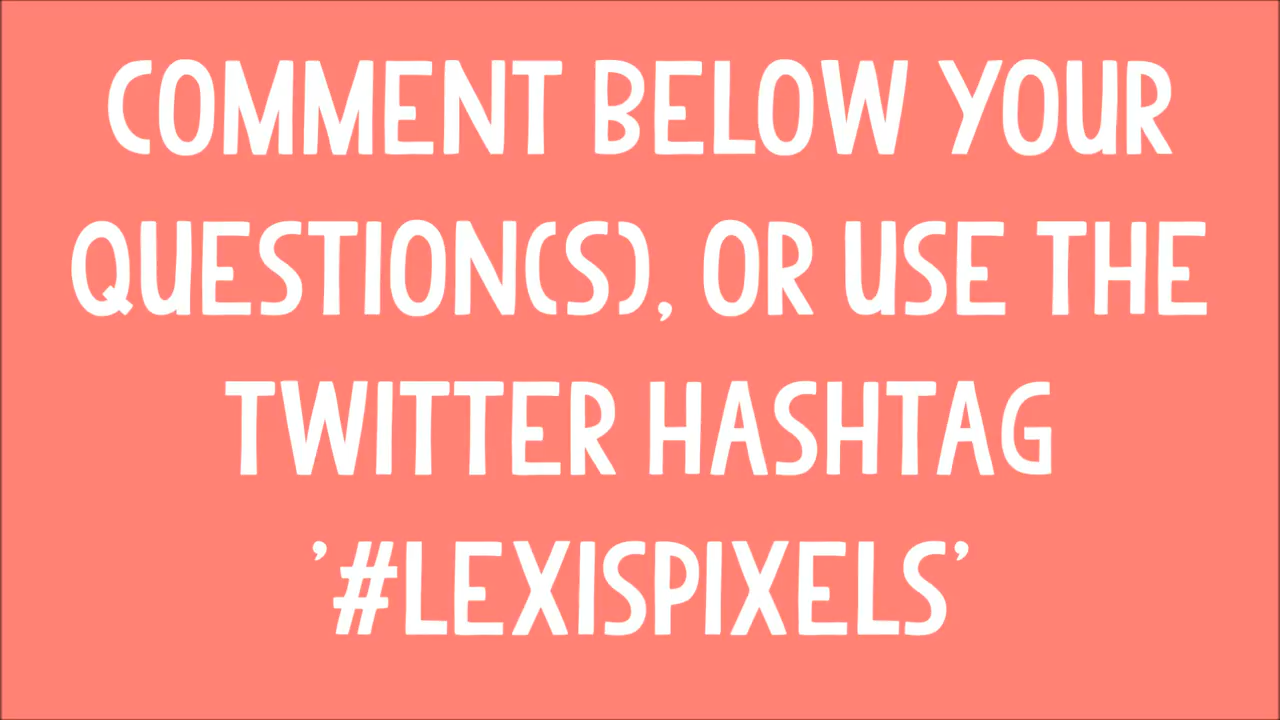 COMMENT BELOW YOUR
QUESTION(S), OR USE THE
TWITTER HASHTAG
'#LEXISPIXELS'